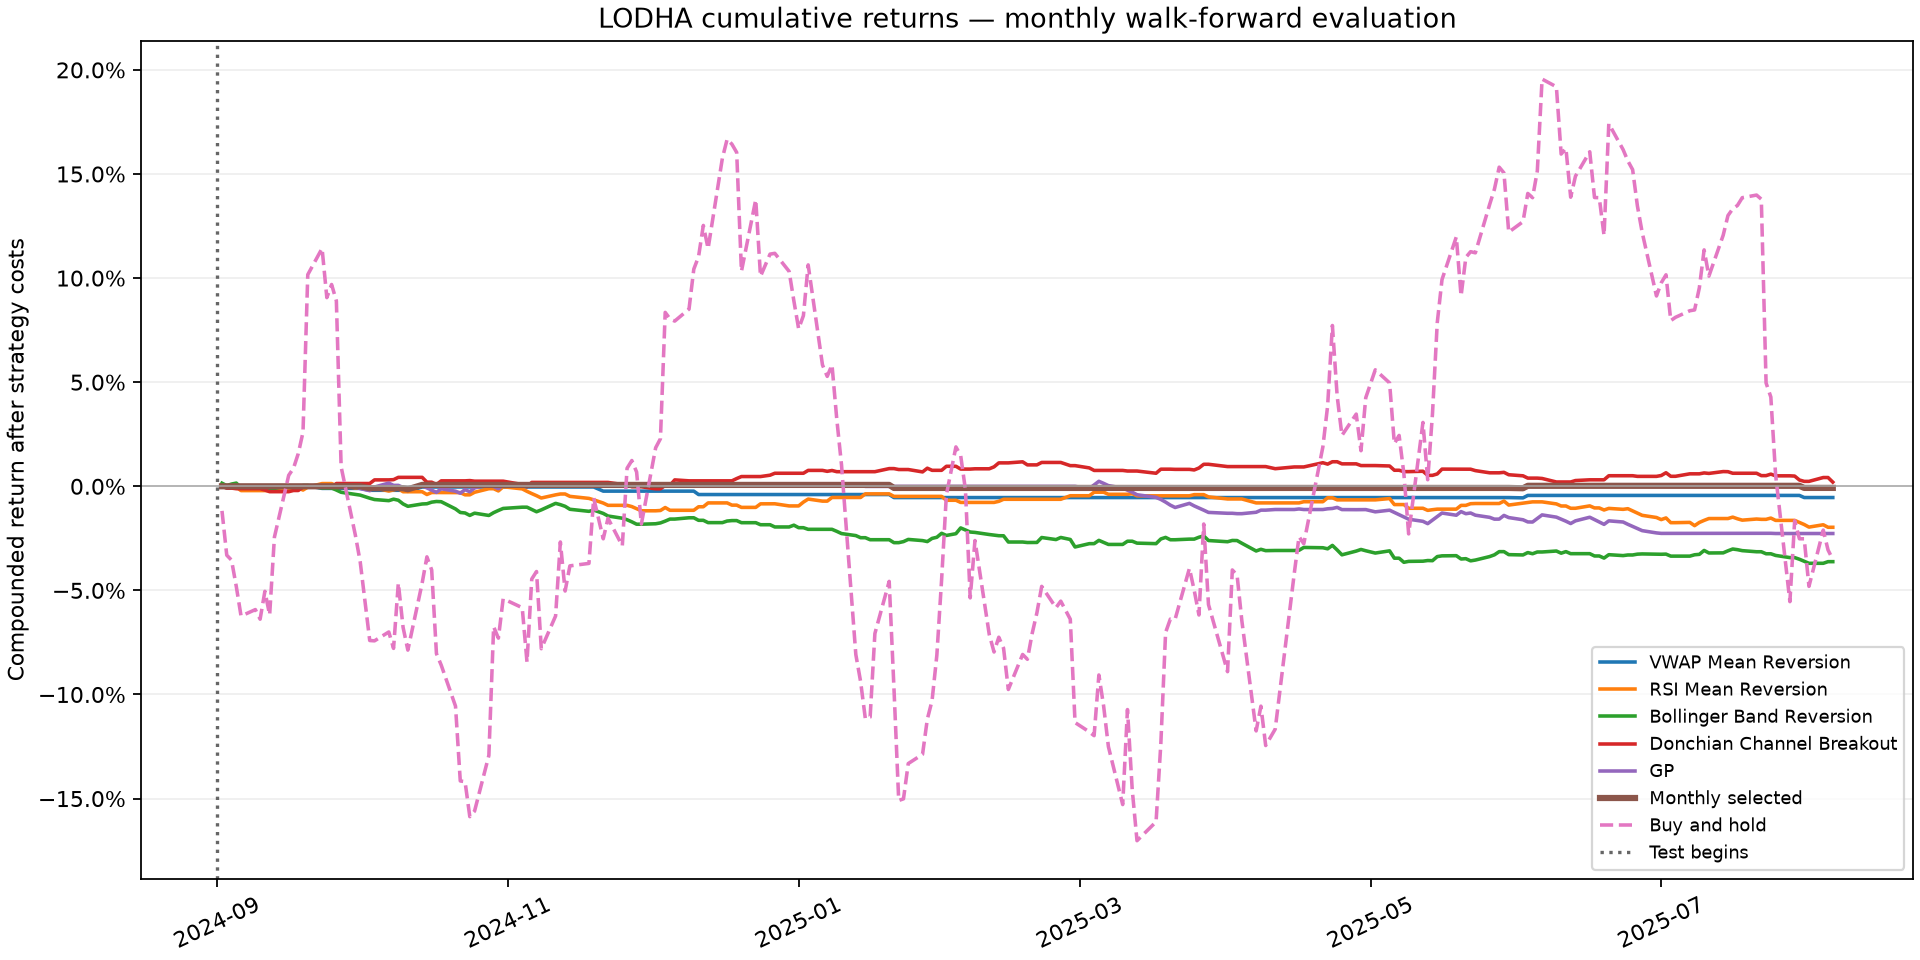 LODHA cumulative returns — monthly walk-forward evaluation
Compounded return after strategy costs
20.0%
15.0%
10.0%
5.0%
0.0%
−5.0%
−10.0%
−15.0%
2024-09
2024-11
2025-01
2025-03
2025-05
2025-07
VWAP Mean Reversion
RSI Mean Reversion
Bollinger Band Reversion
Donchian Channel Breakout
GP
Monthly selected
Buy and hold
Test begins